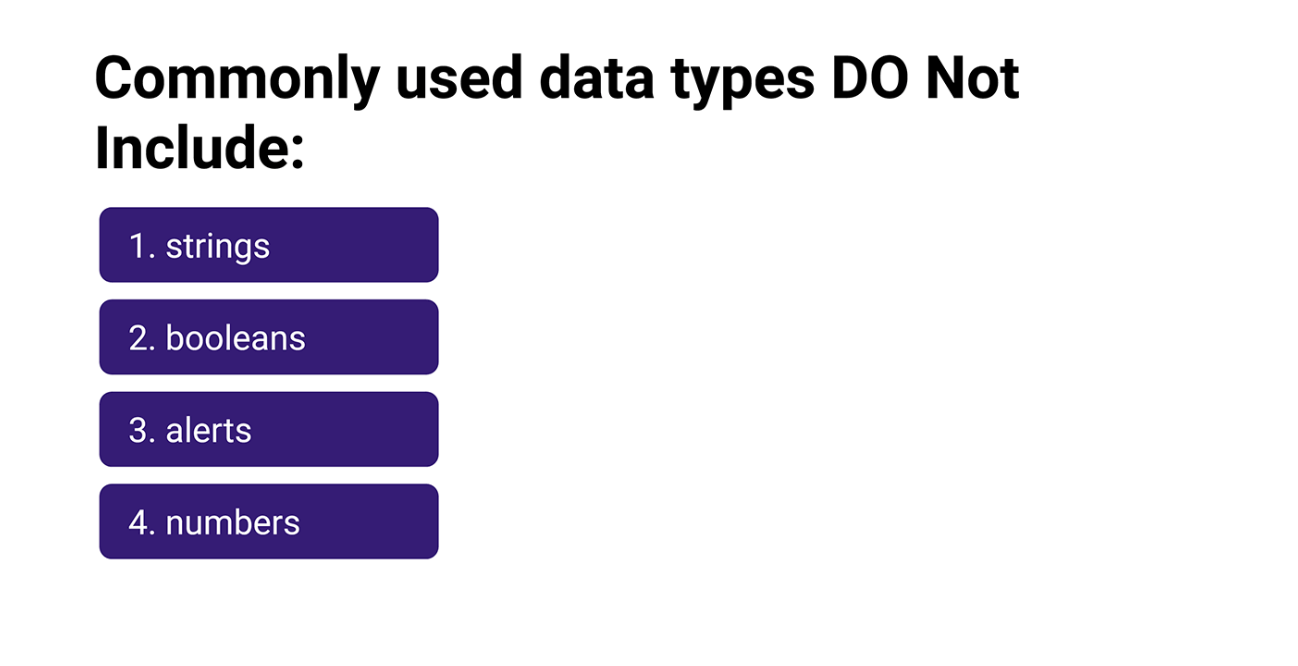 Commonly used data types DO Not
Include:
1. strings
2. booleans
3. alerts
4. numbers